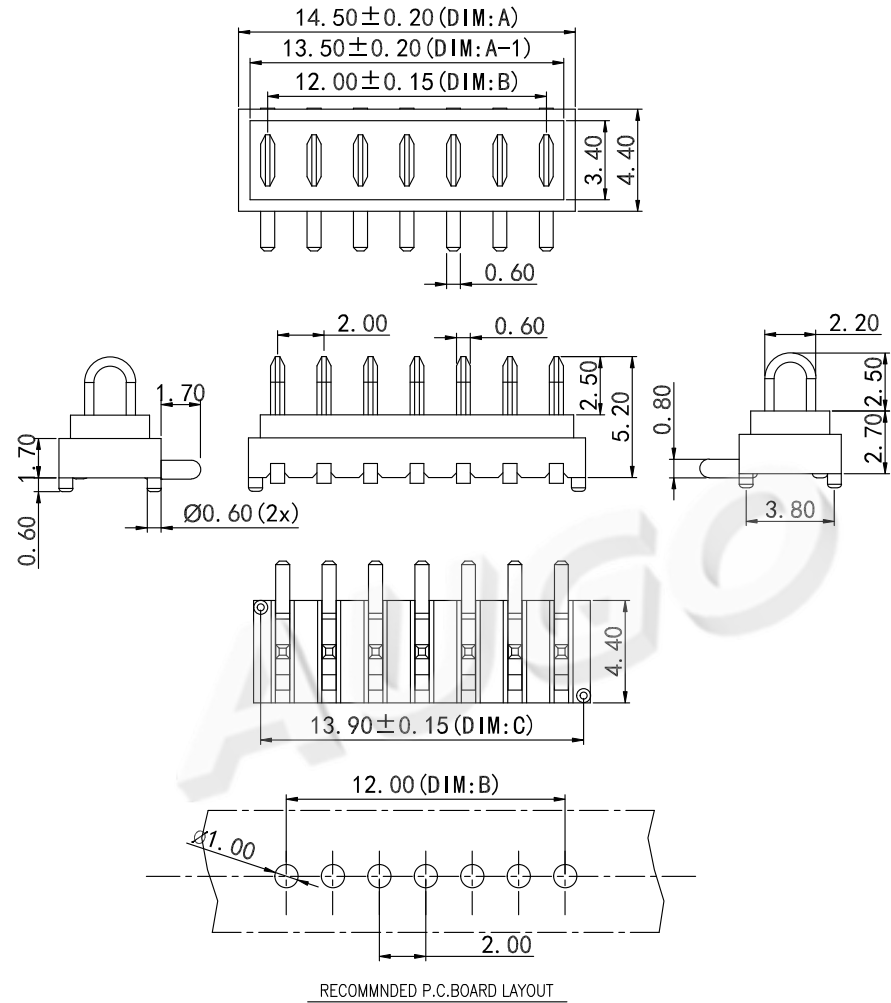 14.50±0.20(DIM:A)
13.50±0.20(DIM:A-1)
12.00±0.15(DIM:B)
3.40
4.40
0.60
2.00
0.60
2.20
1.70
2.50
5.20
0.80
2.50
2.70
1.70
0.60
Ø0.60(2x)
3.80
4.40
13.90±0.15(DIM:C)
AUGO
12.00(DIM:B)
Ø1.00
2.00
RECOMMNDED P.C.BOARD LAYOUT